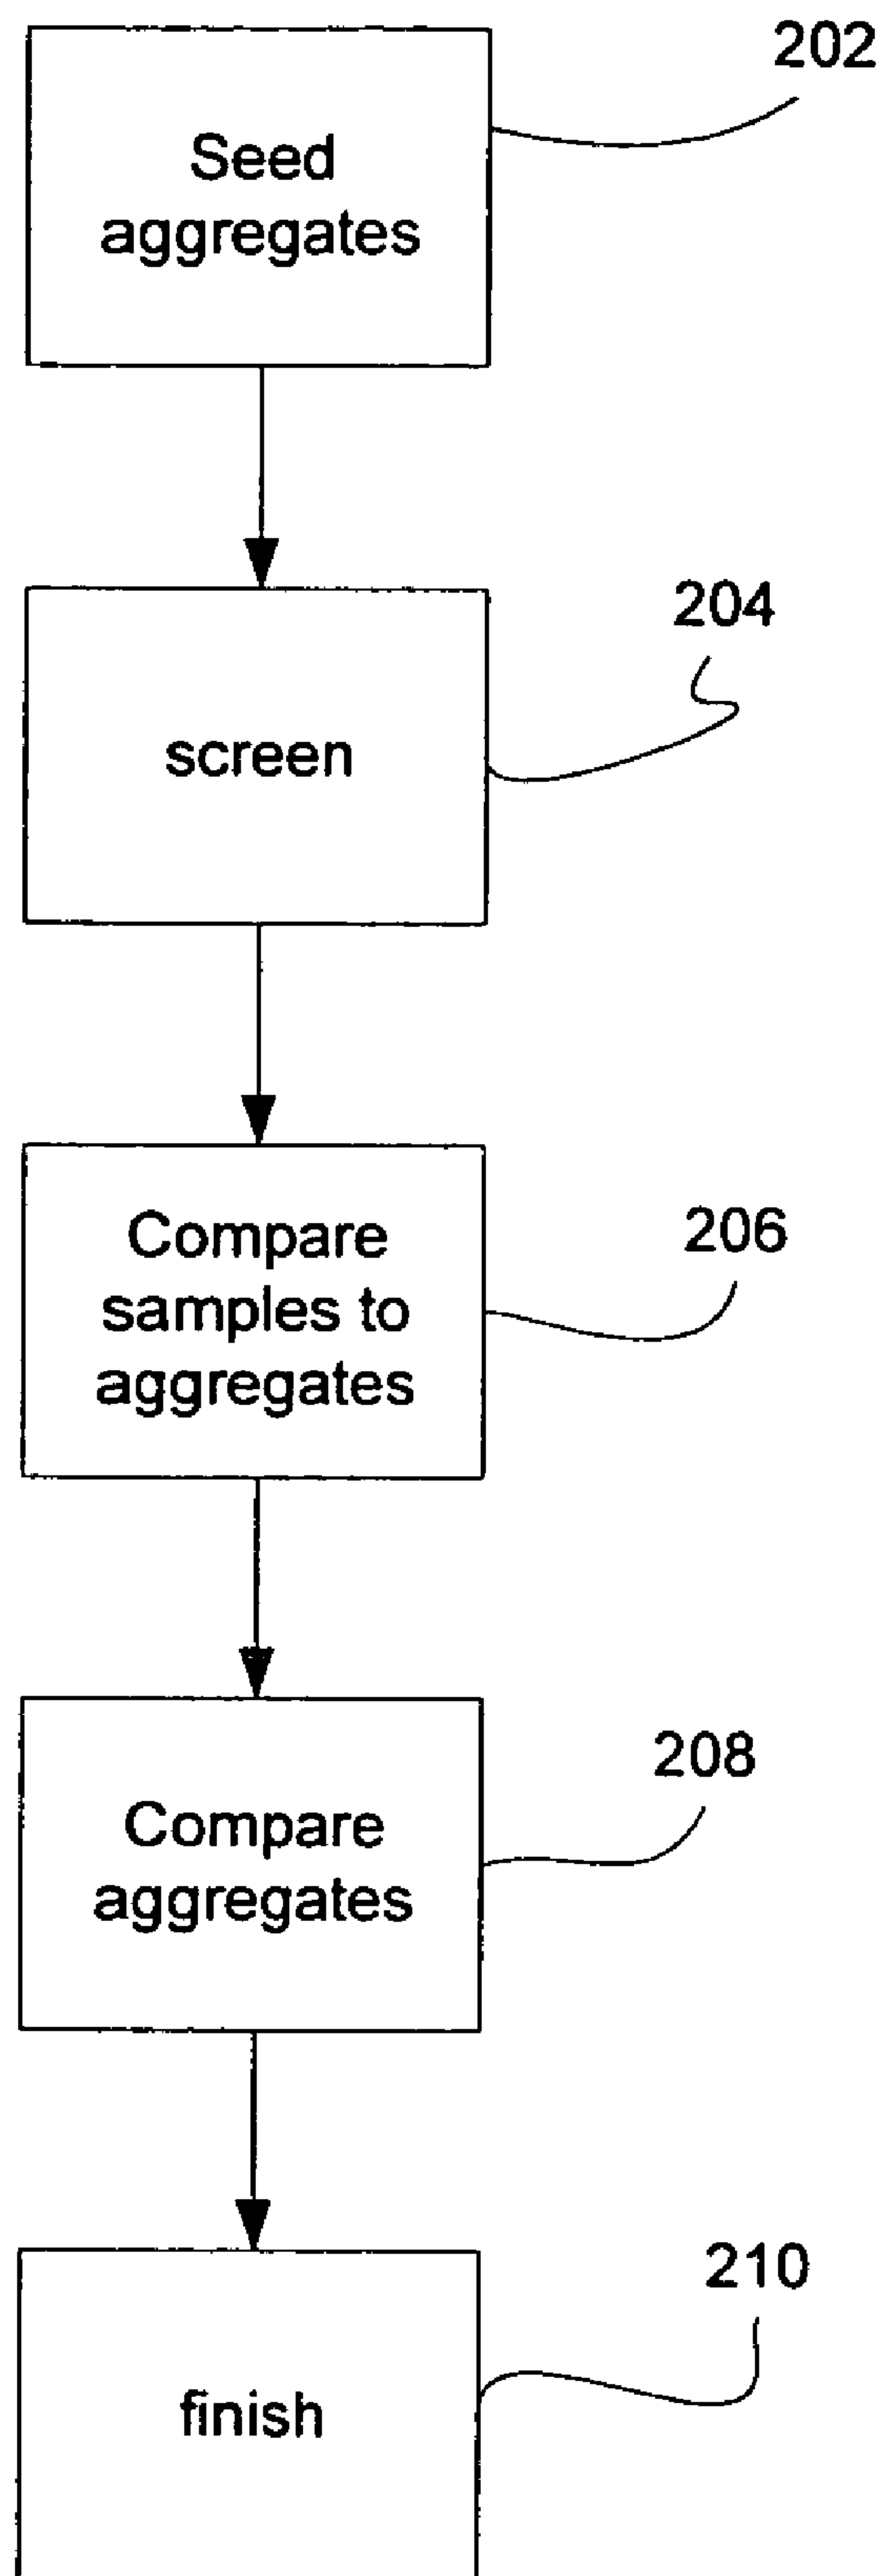 202
Seed
aggregates
204
screen
206
Compare
samples to
aggregates
208
Compare
aggregates
210
finish